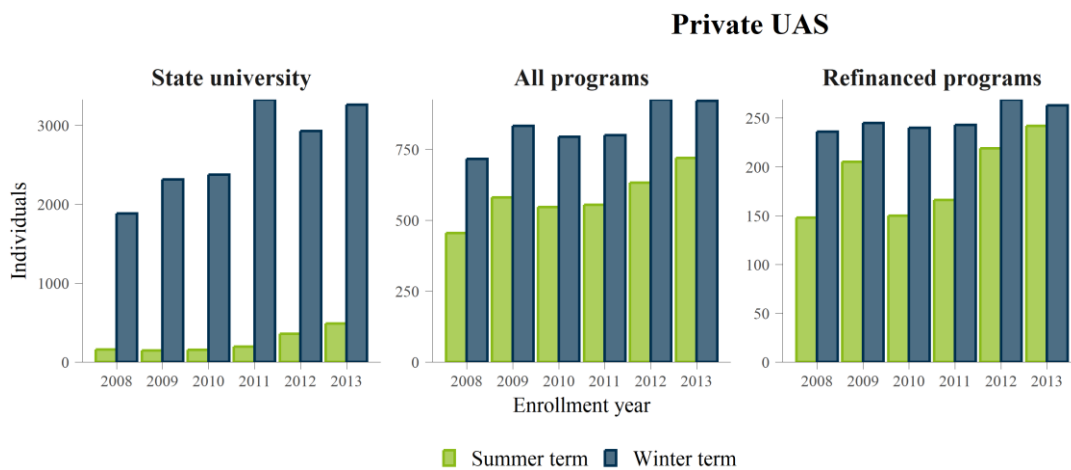 Private UAS
State university
All programs
Refinanced programs
Individuals
3000
2000
1000
0
750
500
250
0
250
200
150
100
50
0
2008 2009 2010 2011 2012 2013
2008 2009 2010 2011 2012 2013
2008 2009 2010 2011 2012 2013
Enrollment year
Summer term
Winter term